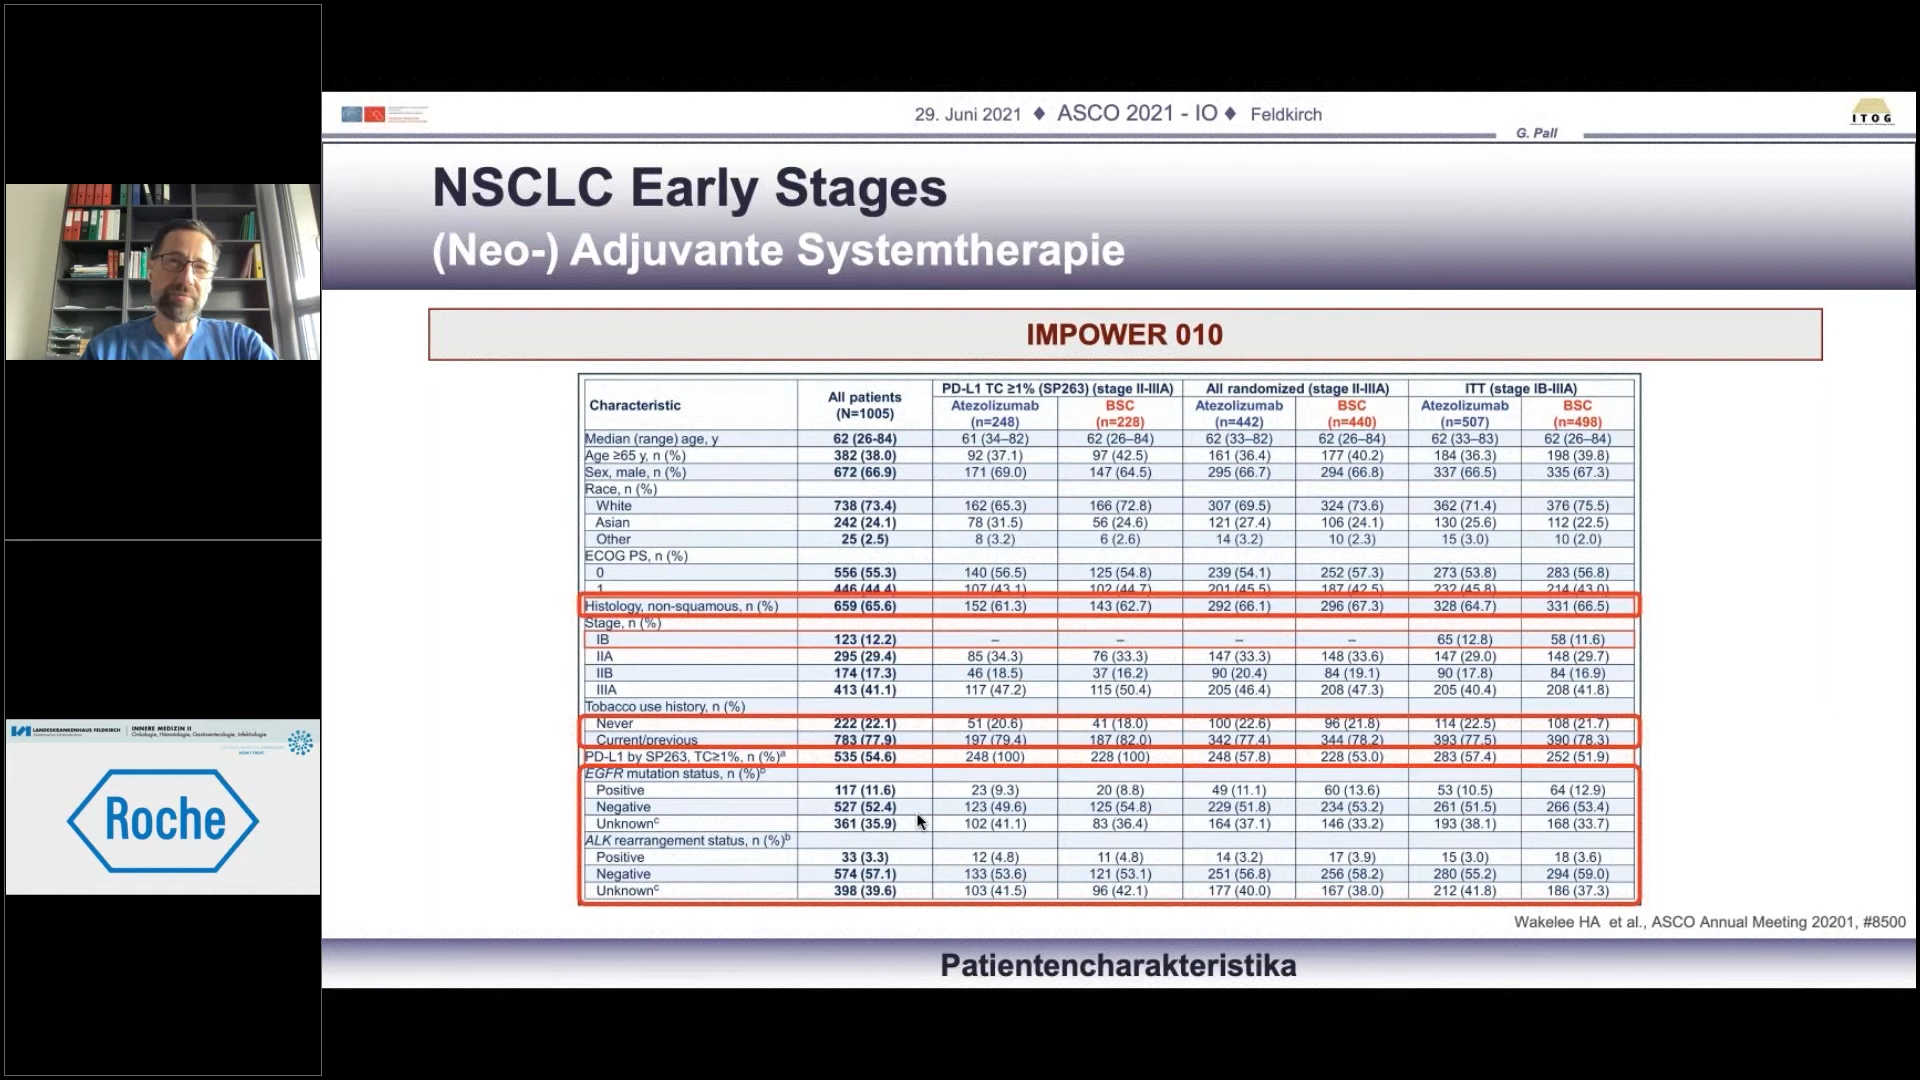 29. Juni 2021 ♦ ASCO 2021 - IO ♦ Feldkirch
ITOG
G. Pall
NSCLC Early Stages
(Neo-) Adjuvante Systemtherapie
IMPOWER 010
Characteristic All patients (N=1005) PD-L1 TC ≥1% (SP263) (stage II-IIIA) All randomized (stage II-IIIA) ITT (stage IB-IIIA)
Atezolizumab (n=248) BSC (n=228) Atezolizumab (n=442) BSC (n=440) Atezolizumab (n=507) BSC (n=498)
Median (range) age, y 62 (26-84) 61 (34–82) 62 (26–84) 62 (33–82) 62 (26–84) 62 (33–83) 62 (26–84)
Age ≥65 y, n (%) 382 (38.0) 92 (37.1) 97 (42.5) 161 (36.4) 177 (40.2) 184 (36.3) 198 (39.8)
Sex, male, n (%) 672 (66.9) 171 (69.0) 147 (64.5) 295 (66.7) 294 (66.8) 337 (66.5) 335 (67.3)
Race, n (%)
White 738 (73.4) 162 (65.3) 166 (72.8) 307 (69.5) 324 (73.6) 362 (71.4) 376 (75.5)
Asian 242 (24.1) 78 (31.5) 56 (24.6) 121 (27.4) 106 (24.1) 130 (25.6) 112 (22.5)
Other 25 (2.5) 8 (3.2) 6 (2.6) 14 (3.2) 10 (2.3) 15 (3.0) 10 (2.0)
ECOG PS, n (%)
0 556 (55.3) 140 (56.5) 125 (54.8) 239 (54.1) 252 (57.3) 273 (53.8) 283 (56.8)
1 446 (44.4) 107 (43.1) 102 (44.7) 201 (45.5) 187 (42.5) 232 (45.8) 214 (43.0)
Histology, non-squamous, n (%) 659 (65.6) 152 (61.3) 143 (62.7) 292 (66.1) 296 (67.3) 328 (64.7) 331 (66.5)
Stage, n (%)
IB 123 (12.2) – – – – 65 (12.8) 58 (11.6)
IIA 295 (29.4) 85 (34.3) 76 (33.3) 147 (33.3) 148 (33.6) 147 (29.0) 148 (29.7)
IIB 174 (17.3) 46 (18.5) 37 (16.2) 90 (20.4) 84 (19.1) 90 (17.8) 84 (16.9)
IIIA 413 (41.1) 117 (47.2) 115 (50.4) 205 (46.4) 208 (47.3) 205 (40.4) 208 (41.8)
Tobacco use history, n (%)
Never 222 (22.1) 51 (20.6) 41 (18.0) 100 (22.6) 96 (21.8) 114 (22.5) 108 (21.7)
Current/previous 783 (77.9) 197 (79.4) 187 (82.0) 342 (77.4) 344 (78.2) 393 (77.5) 390 (78.3)
PD-L1 by SP263, TC≥1%, n (%)ᵃ 535 (54.6) 248 (100) 228 (100) 248 (57.8) 228 (53.0) 283 (57.4) 252 (51.9)
EGFR mutation status, n (%)ᵇ
Positive 117 (11.6) 23 (9.3) 20 (8.8) 49 (11.1) 60 (13.6) 53 (10.5) 64 (12.9)
Negative 527 (52.4) 123 (49.6) 125 (54.8) 229 (51.8) 234 (53.2) 261 (51.5) 266 (53.4)
Unknownᶜ 361 (35.9) 102 (41.1) 83 (36.4) 164 (37.1) 146 (33.2) 193 (38.1) 168 (33.7)
ALK rearrangement status, n (%)ᵇ
Positive 33 (3.3) 12 (4.8) 11 (4.8) 14 (3.2) 17 (3.9) 15 (3.0) 18 (3.6)
Negative 574 (57.1) 133 (53.6) 121 (53.1) 251 (56.8) 256 (58.2) 280 (55.2) 294 (59.0)
Unknownᶜ 398 (39.6) 103 (41.5) 96 (42.1) 177 (40.0) 167 (38.0) 212 (41.8) 186 (37.3)
Wakelee HA et al., ASCO Annual Meeting 20201, #8500
Patientencharakteristika
LANDESKRANKENHAUS FELDKIRCH
INNERE MEDIZIN II
Onkologie, Hämatologie, Gastroenterologie, Infektiologie
Roche